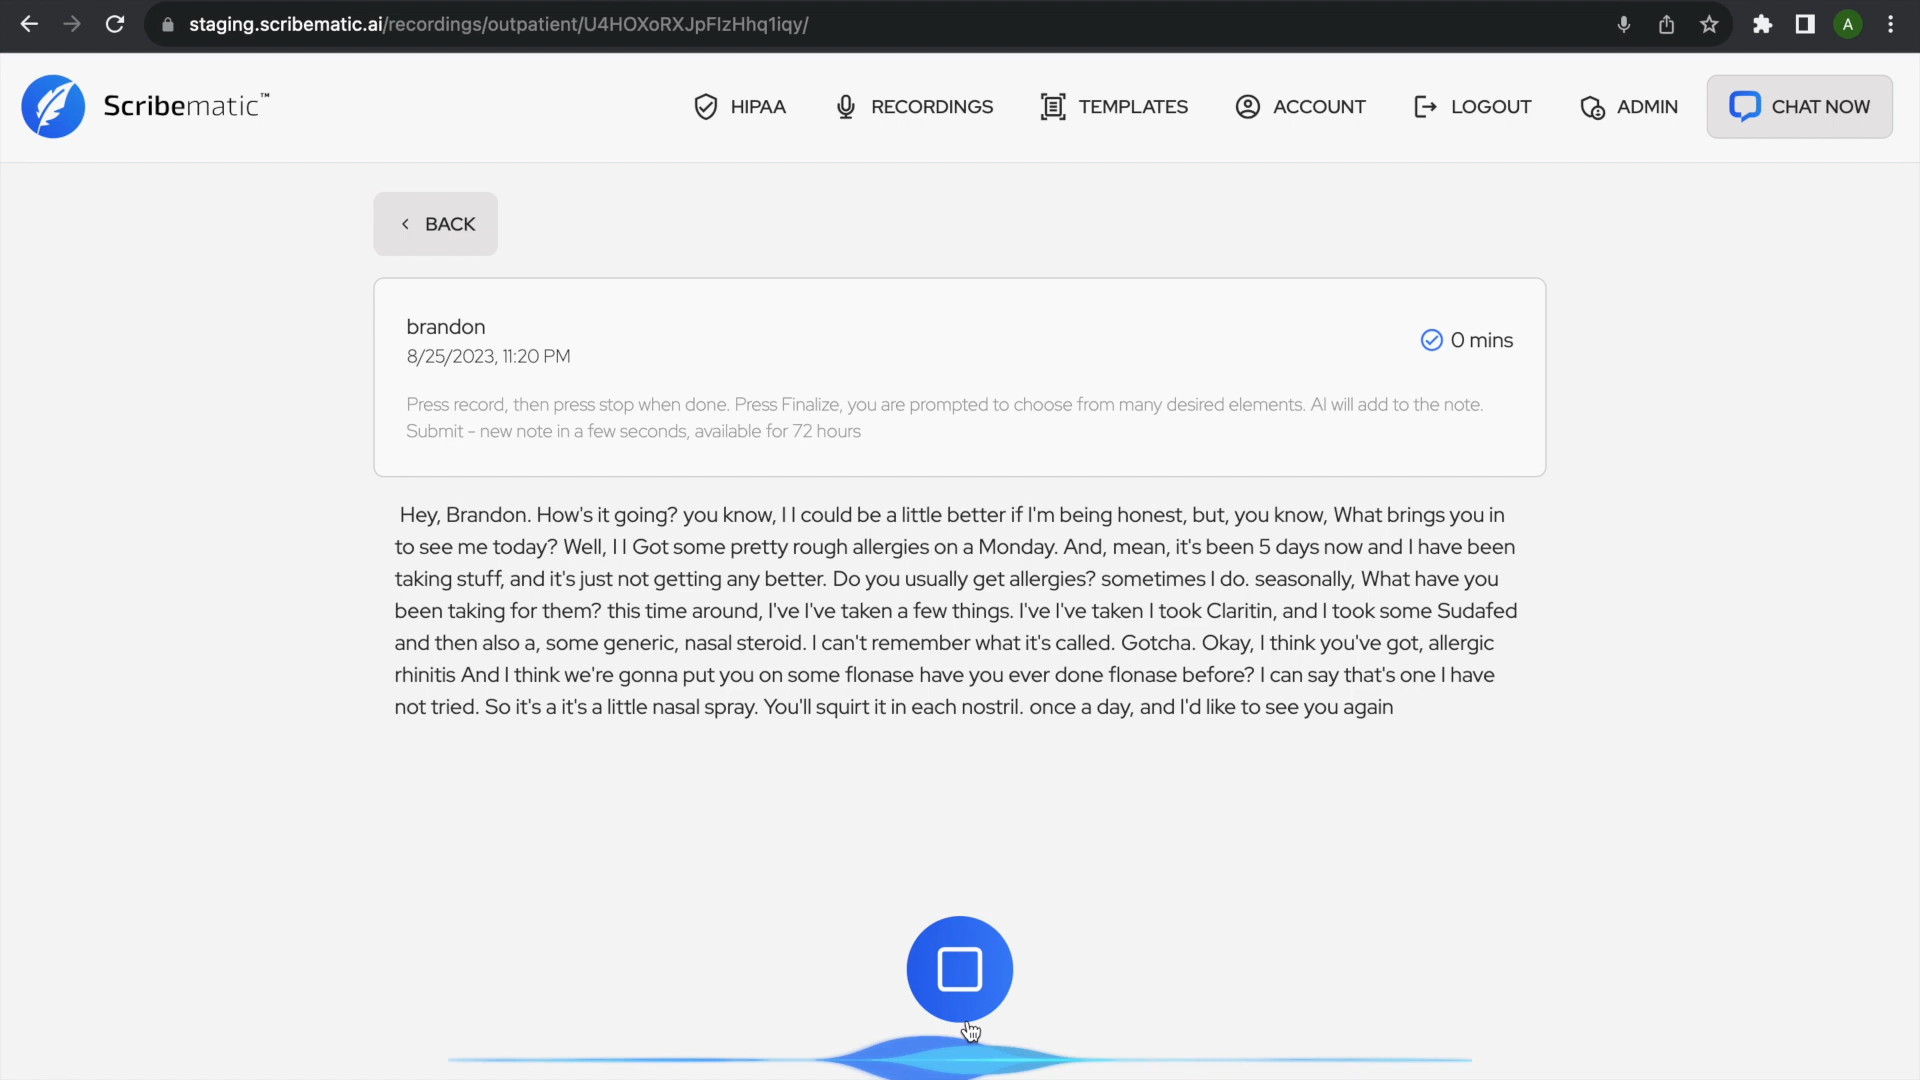 staging.scribematic.ai/recordings/outpatient/U4HOXoRXJpFlzHhq1iqy/
A
Scribematic™
HIPAA
RECORDINGS
TEMPLATES
ACCOUNT
LOGOUT
ADMIN
CHAT NOW
BACK
brandon
8/25/2023, 11:20 PM
0 mins
Press record, then press stop when done. Press Finalize, you are prompted to choose from many desired elements. AI will add to the note.
Submit - new note in a few seconds, available for 72 hours
Hey, Brandon. How's it going? you know, I I could be a little better if I'm being honest, but, you know, What brings you in
to see me today? Well, I I Got some pretty rough allergies on a Monday. And, mean, it's been 5 days now and I have been
taking stuff, and it's just not getting any better. Do you usually get allergies? sometimes I do. seasonally, What have you
been taking for them? this time around, I've I've taken a few things. I've I've taken I took Claritin, and I took some Sudafed
and then also a, some generic, nasal steroid. I can't remember what it's called. Gotcha. Okay, I think you've got, allergic
rhinitis And I think we're gonna put you on some flonase have you ever done flonase before? I can say that's one I have
not tried. So it's a it's a little nasal spray. You'll squirt it in each nostril. once a day, and I'd like to see you again